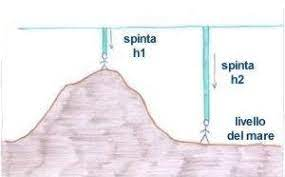 spinta
h1
spinta
h2
livello
del mare